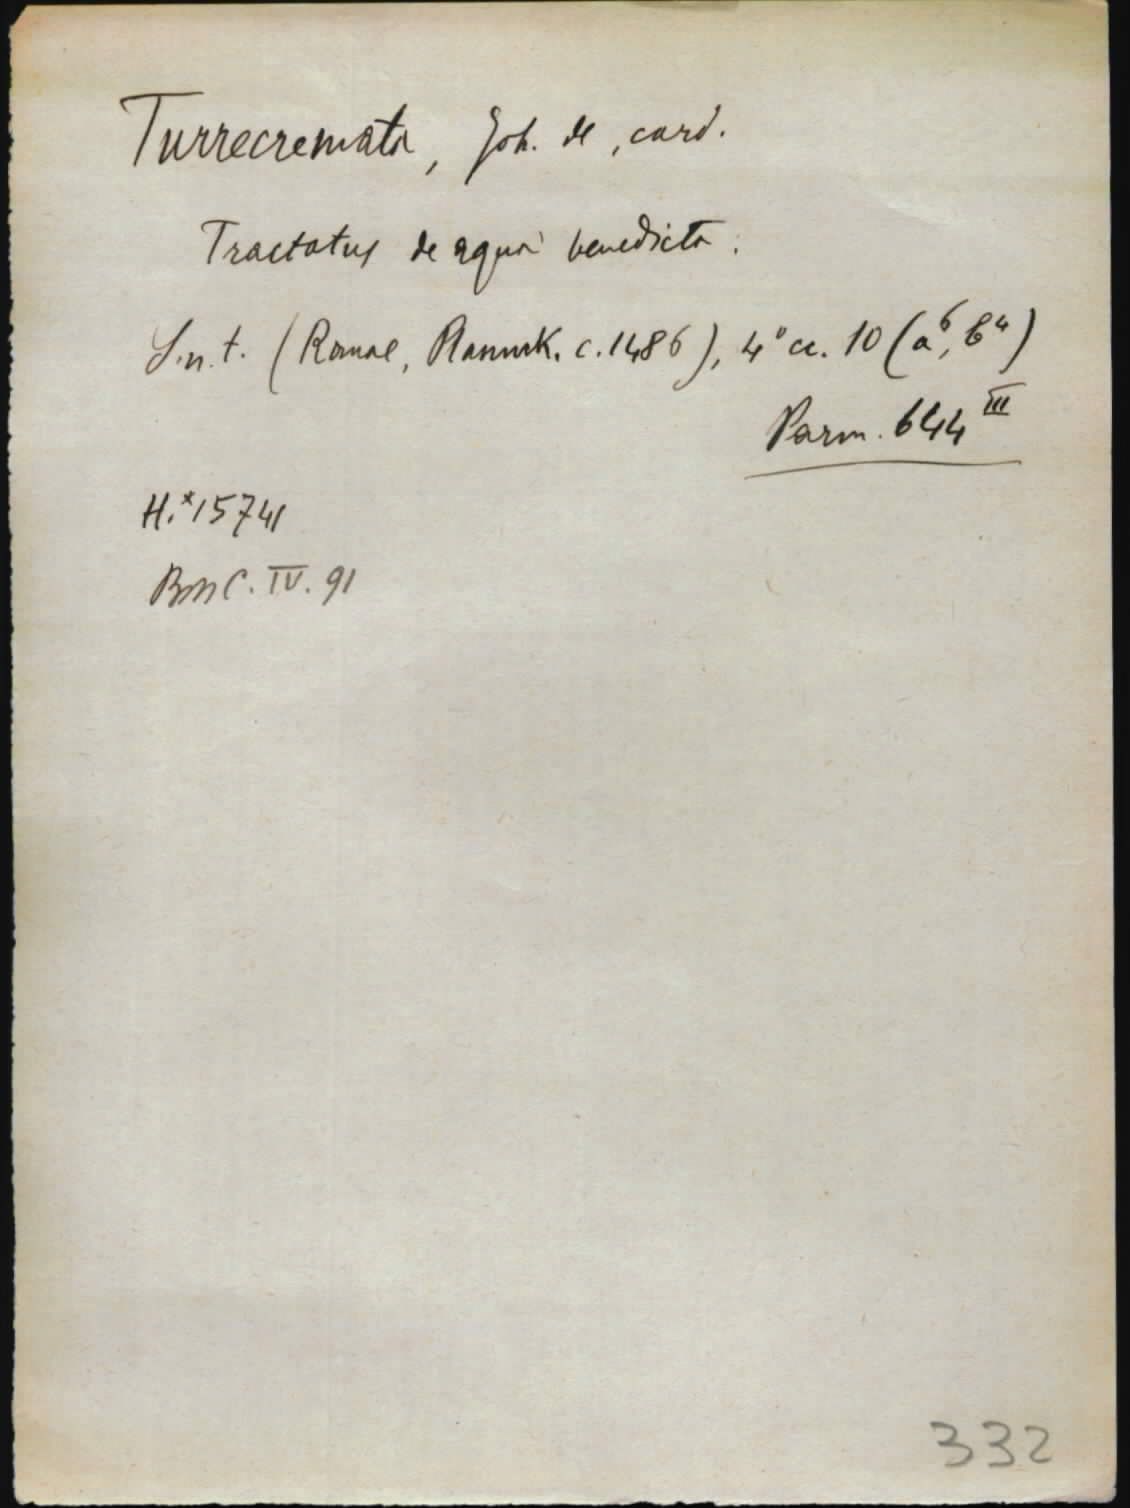 Turrecremata, Joh. de, card.
Tractatus de aqua benedicta.
S.n.t. (Romae, Plannck. c. 1486), 4° cc. 10 (a⁶, b⁴)
Parm. 644 III
H.*15741
BMC. IV. 91
332